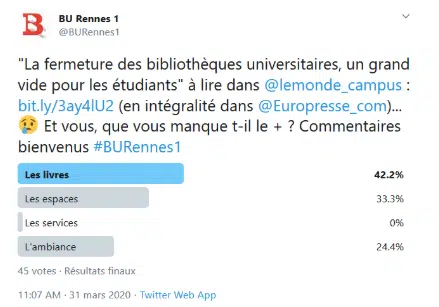 BU Rennes 1
@BURennes1
"La fermeture des bibliothèques universitaires, un grand
vide pour les étudiants" à lire dans @lemonde_campus :
bit.ly/3ay4lU2 (en intégralité dans @Europresse_com)...
😢 Et vous, que vous manque t-il le + ? Commentaires
bienvenus #BURennes1
Les livres 42.2%
Les espaces 33.3%
Les services 0%
L'ambiance 24.4%
45 votes · Résultats finaux
11:07 AM · 31 mars 2020 · Twitter Web App